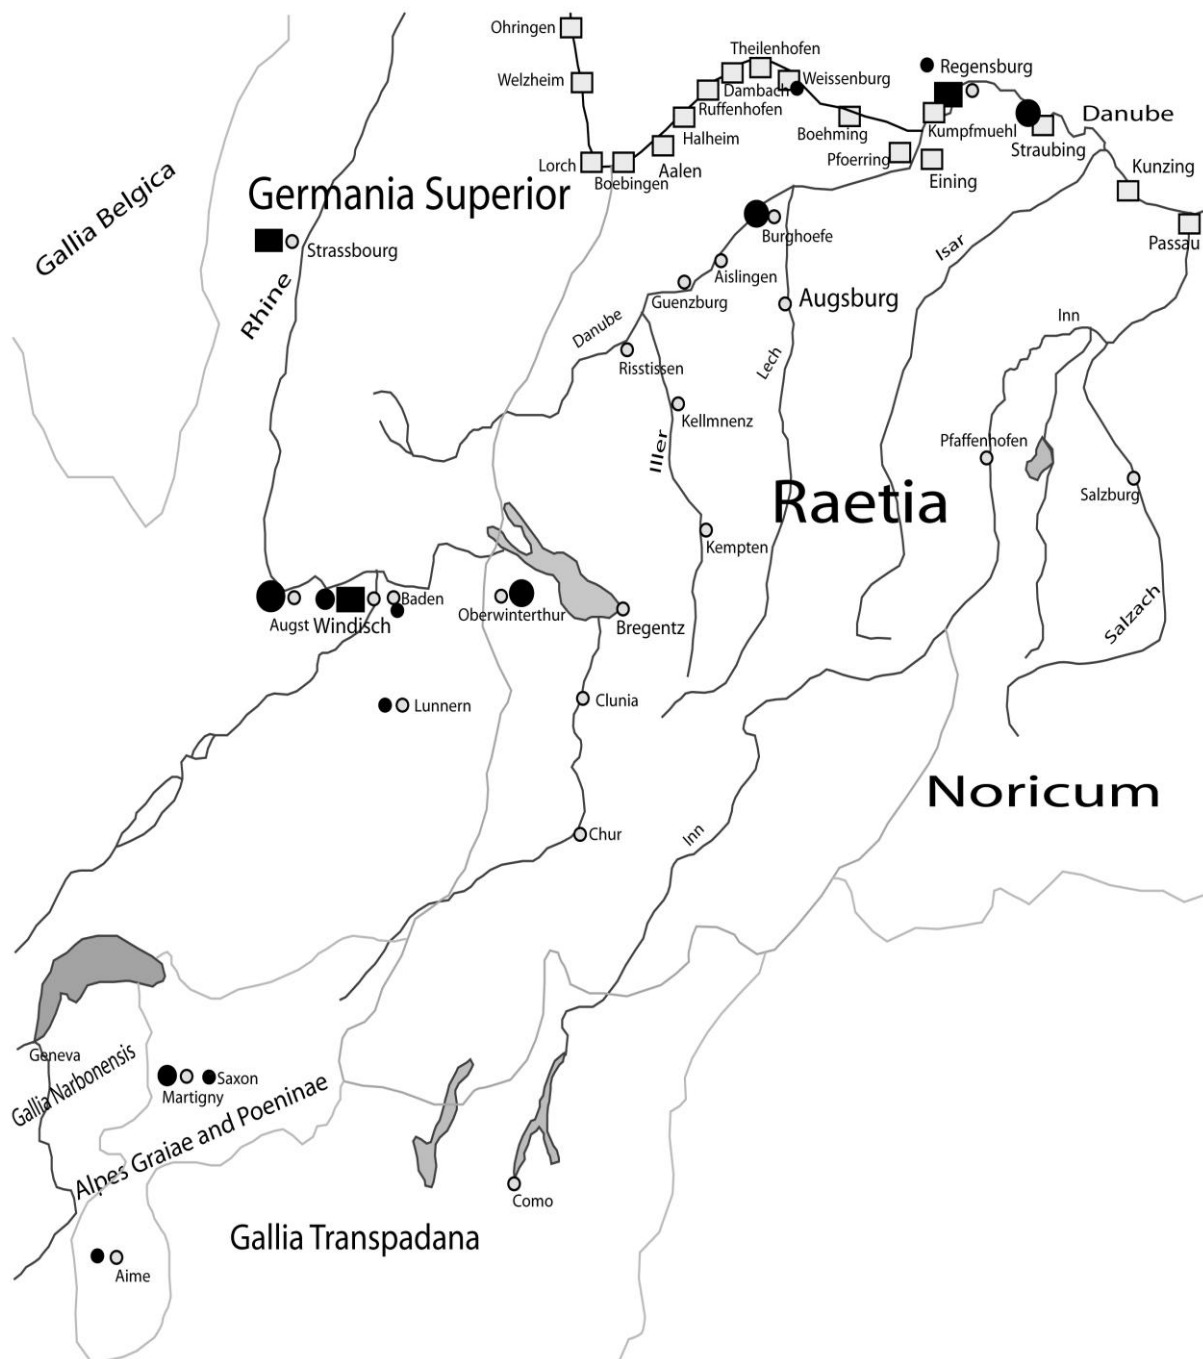 Ohringen
Theilenhofen
Welzheim
Weissenburg
Regensburg
Dambach
Ruffenhofen
Danube
Halheim
Boehming
Kumpfmuehl
Straubing
Lorch
Boebingen
Aalen
Pfoerring
Eining
Kunzing
Gallia Belgica
Germania Superior
Strassbourg
Burghoefe
Isar
Passau
Rhine
Aislingen
Guenzburg
Augsburg
Inn
Danube
Risstissen
Lech
Kellmnenz
Iller
Pfaffenhofen
Raetia
Salzburg
Kempten
Baden
Augst
Windisch
Oberwinterthur
Bregentz
Salzach
Lunnern
Clunia
Noricum
Chur
Inn
Geneva
Gallia Narbonensis
Saxon
Martigny
Alpes Graiae and Poeninae
Como
Gallia Transpadana
Aime